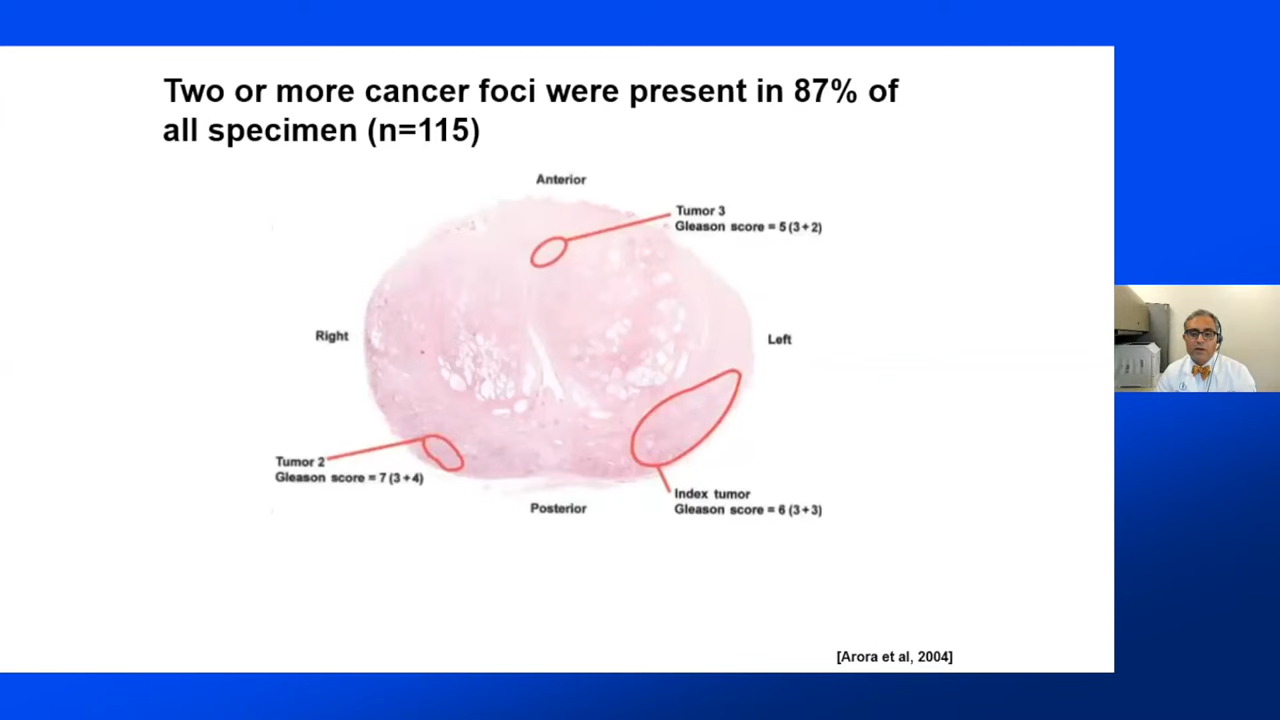 Two or more cancer foci were present in 87% of
all specimen (n=115)
Anterior
Tumor 3
Gleason score = 5 (3+2)
Right
Left
Tumor 2
Gleason score = 7 (3+4)
Index tumor
Gleason score = 6 (3+3)
Posterior
[Arora et al, 2004]